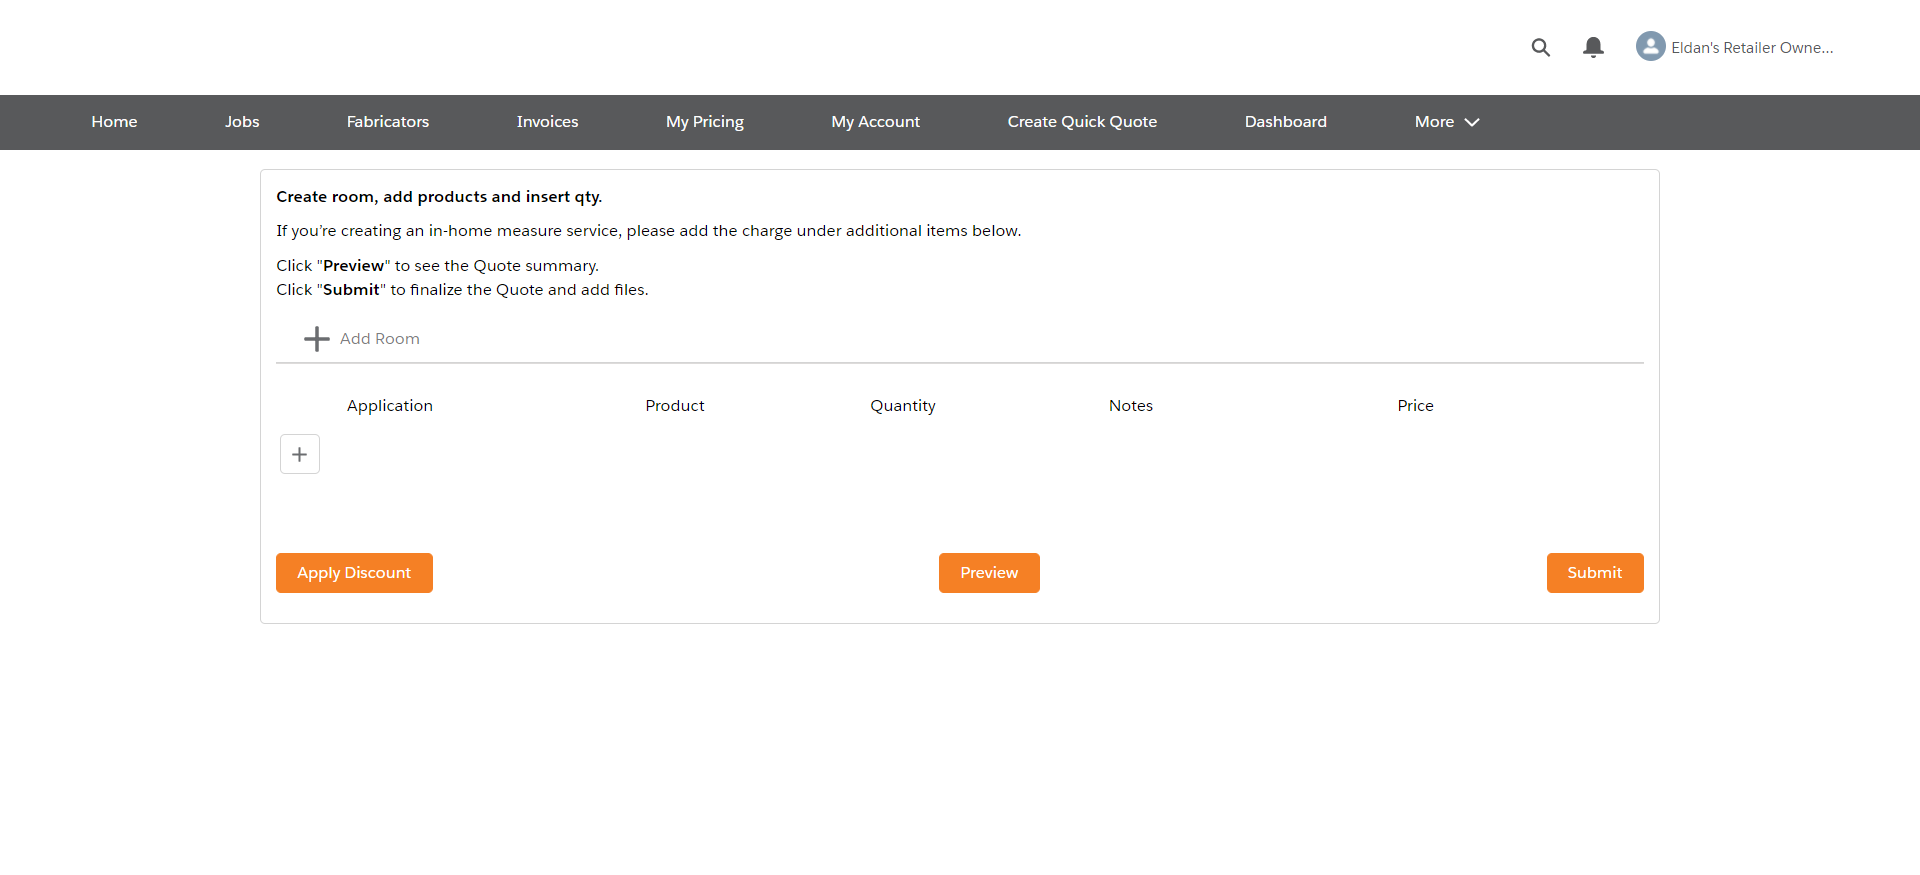 Eldan's Retailer Owne...
Home Jobs Fabricators Invoices My Pricing My Account Create Quick Quote Dashboard More
Create room, add products and insert qty.
If you're creating an in-home measure service, please add the charge under additional items below.
Click "Preview" to see the Quote summary.
Click "Submit" to finalize the Quote and add files.
Add Room
Application Product Quantity Notes Price
Apply Discount Preview Submit